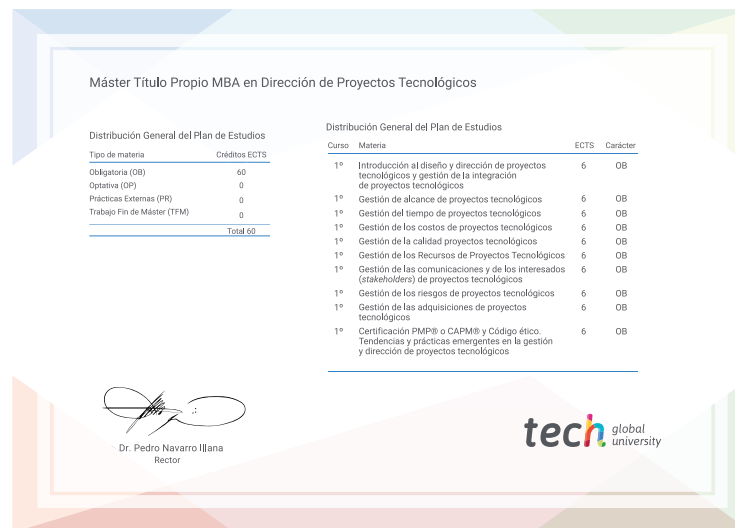 Máster Título Propio MBA en Dirección de Proyectos Tecnológicos
Distribución General del Plan de Estudios
Tipo de materia Créditos ECTS
Obligatoria (OB) 60
Optativa (OP) 0
Prácticas Externas (PR) 0
Trabajo Fin de Máster (TFM) 0
Total 60
Distribución General del Plan de Estudios
Curso Materia ECTS Carácter
1º Introducción al diseño y dirección de proyectos 6 OB
tecnológicos y gestión de la integración
de proyectos tecnológicos
1º Gestión de alcance de proyectos tecnológicos 6 OB
1º Gestión del tiempo de proyectos tecnológicos 6 OB
1º Gestión de los costos de proyectos tecnológicos 6 OB
1º Gestión de la calidad proyectos tecnológicos 6 OB
1º Gestión de los Recursos de Proyectos Tecnológicos 6 OB
1º Gestión de las comunicaciones y de los interesados 6 OB
(stakeholders) de proyectos tecnológicos
1º Gestión de los riesgos de proyectos tecnológicos 6 OB
1º Gestión de las adquisiciones de proyectos 6 OB
tecnológicos
1º Certificación PMP® o CAPM® y Código ético. 6 OB
Tendencias y prácticas emergentes en la gestión
y dirección de proyectos tecnológicos
Dr. Pedro Navarro Illana
Rector
tech global
university